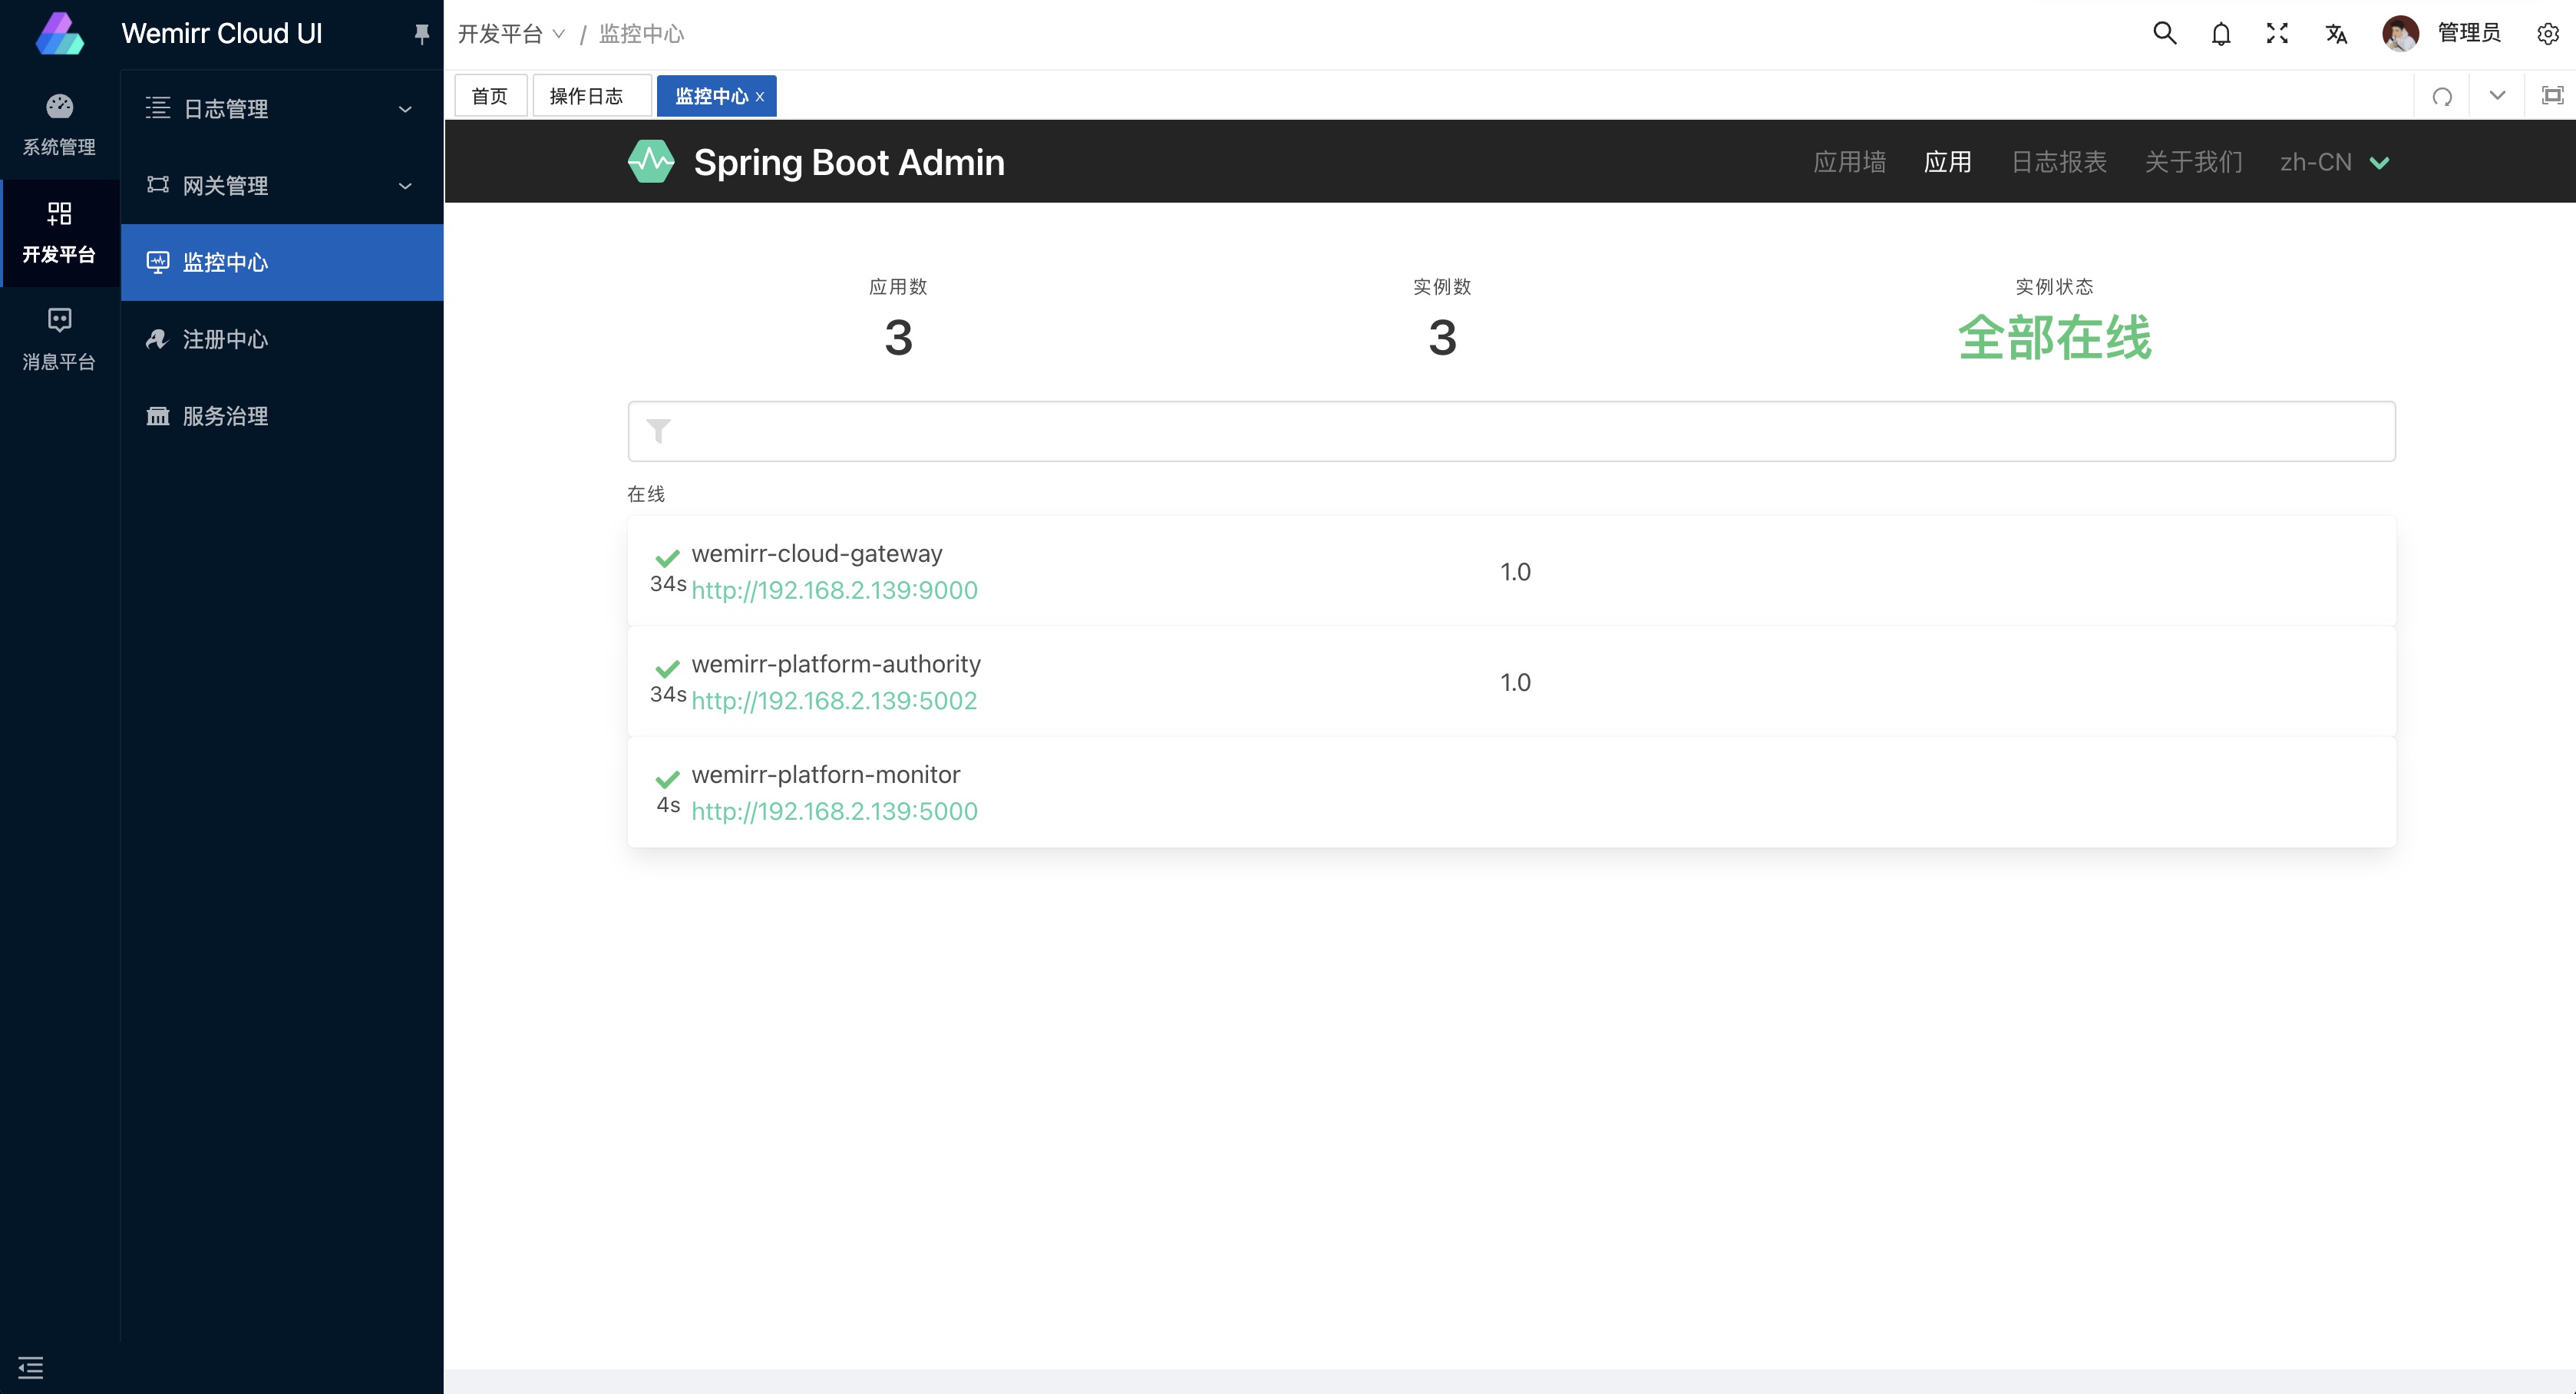 Wemirr Cloud UI
系统管理
开发平台
消息平台
日志管理
网关管理
监控中心
注册中心
服务治理
开发平台 / 监控中心
管理员
首页
操作日志
监控中心 x
Spring Boot Admin
应用墙
应用
日志报表
关于我们
zh-CN
应用数
3
实例数
3
实例状态
全部在线
在线
wemirr-cloud-gateway
34s
http://192.168.2.139:9000
1.0
wemirr-platform-authority
34s
http://192.168.2.139:5002
1.0
wemirr-platforn-monitor
4s
http://192.168.2.139:5000